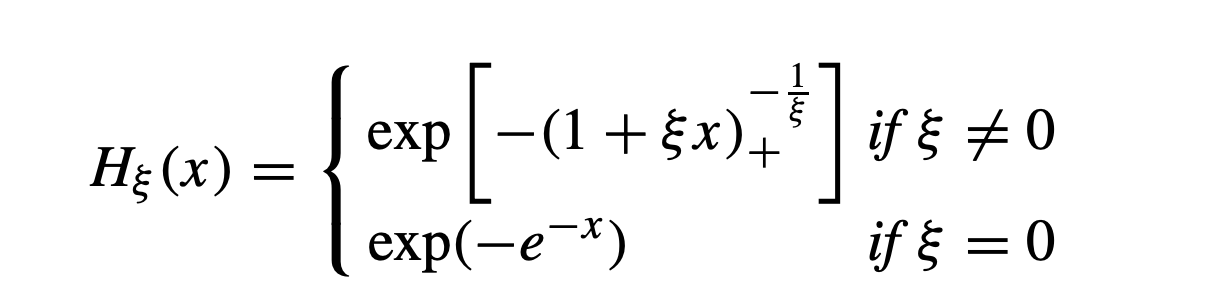 H_ξ(x) = { exp[−(1 + ξx)_+^{−1/ξ}] if ξ ≠ 0
exp(−e^{−x}) if ξ = 0